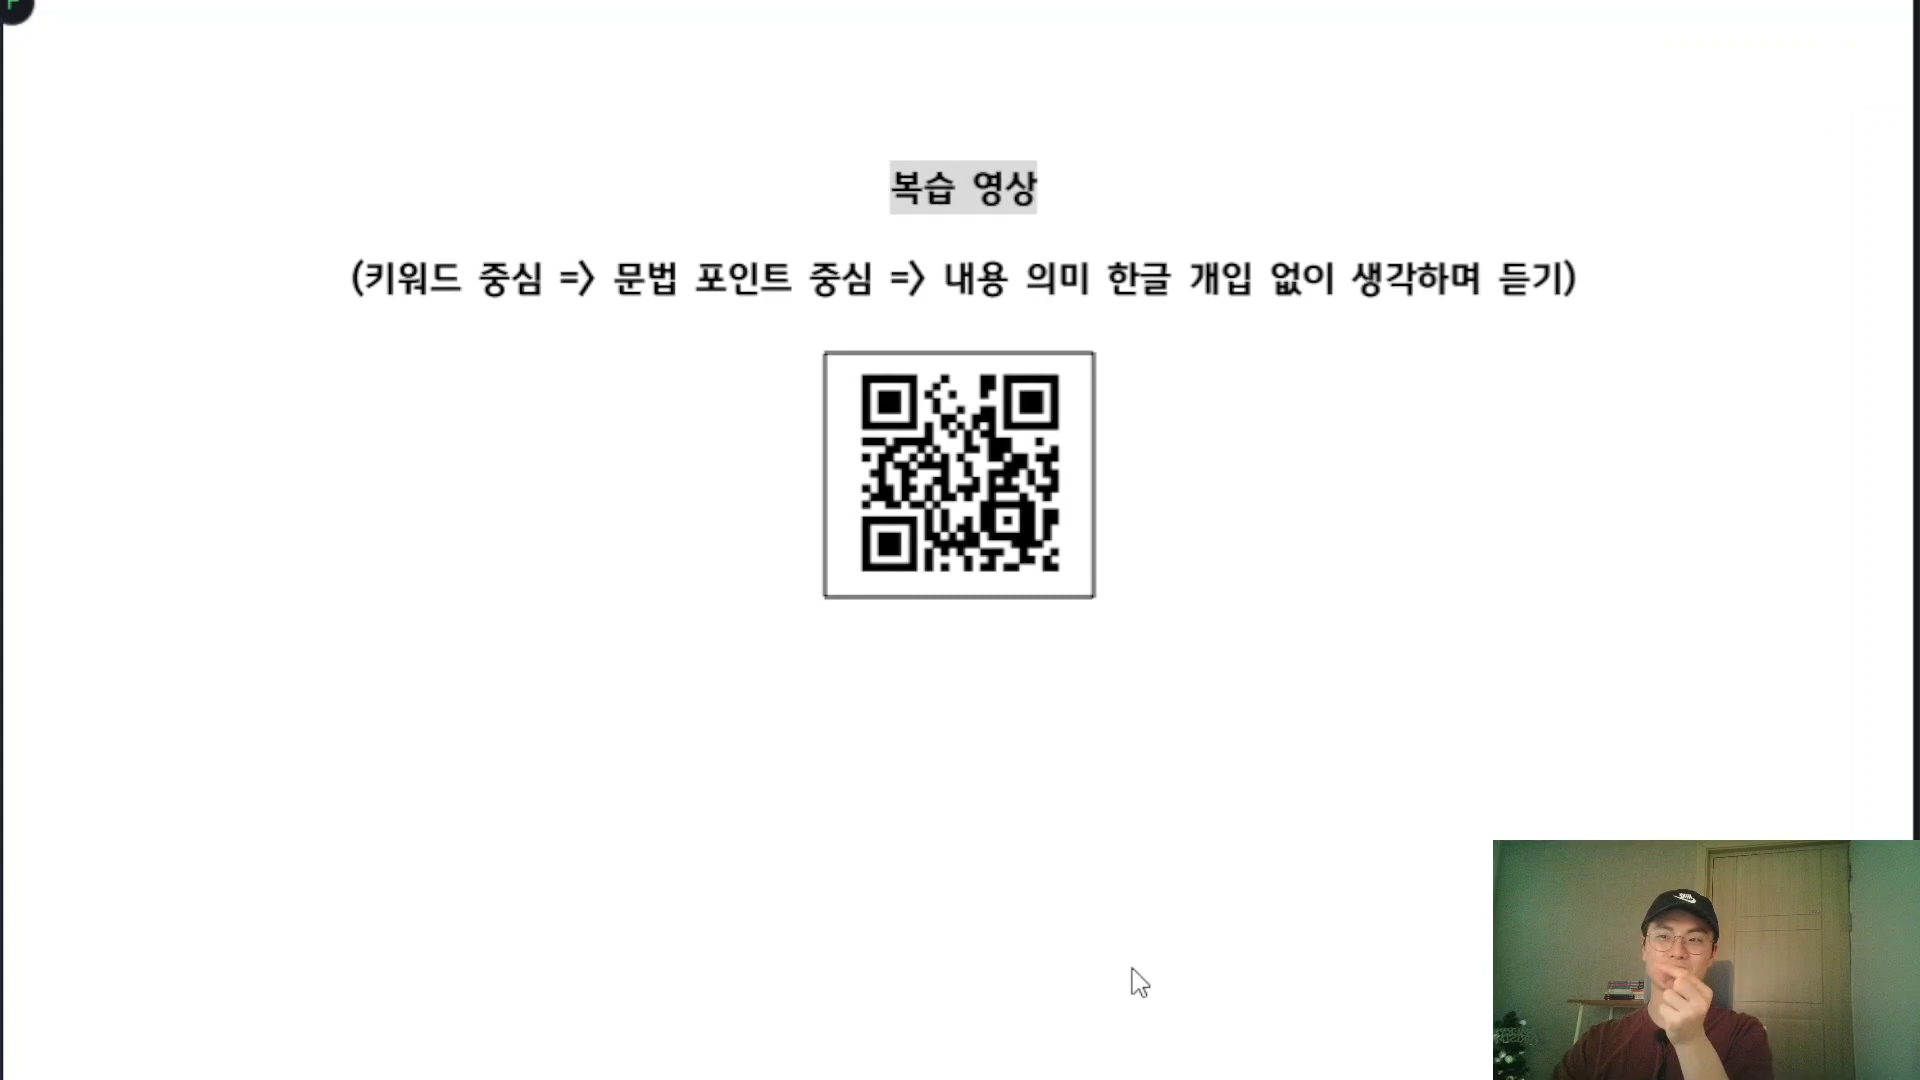 복습 영상
(키워드 중심 => 문법 포인트 중심 => 내용 의미 한글 개입 없이 생각하며 듣기)